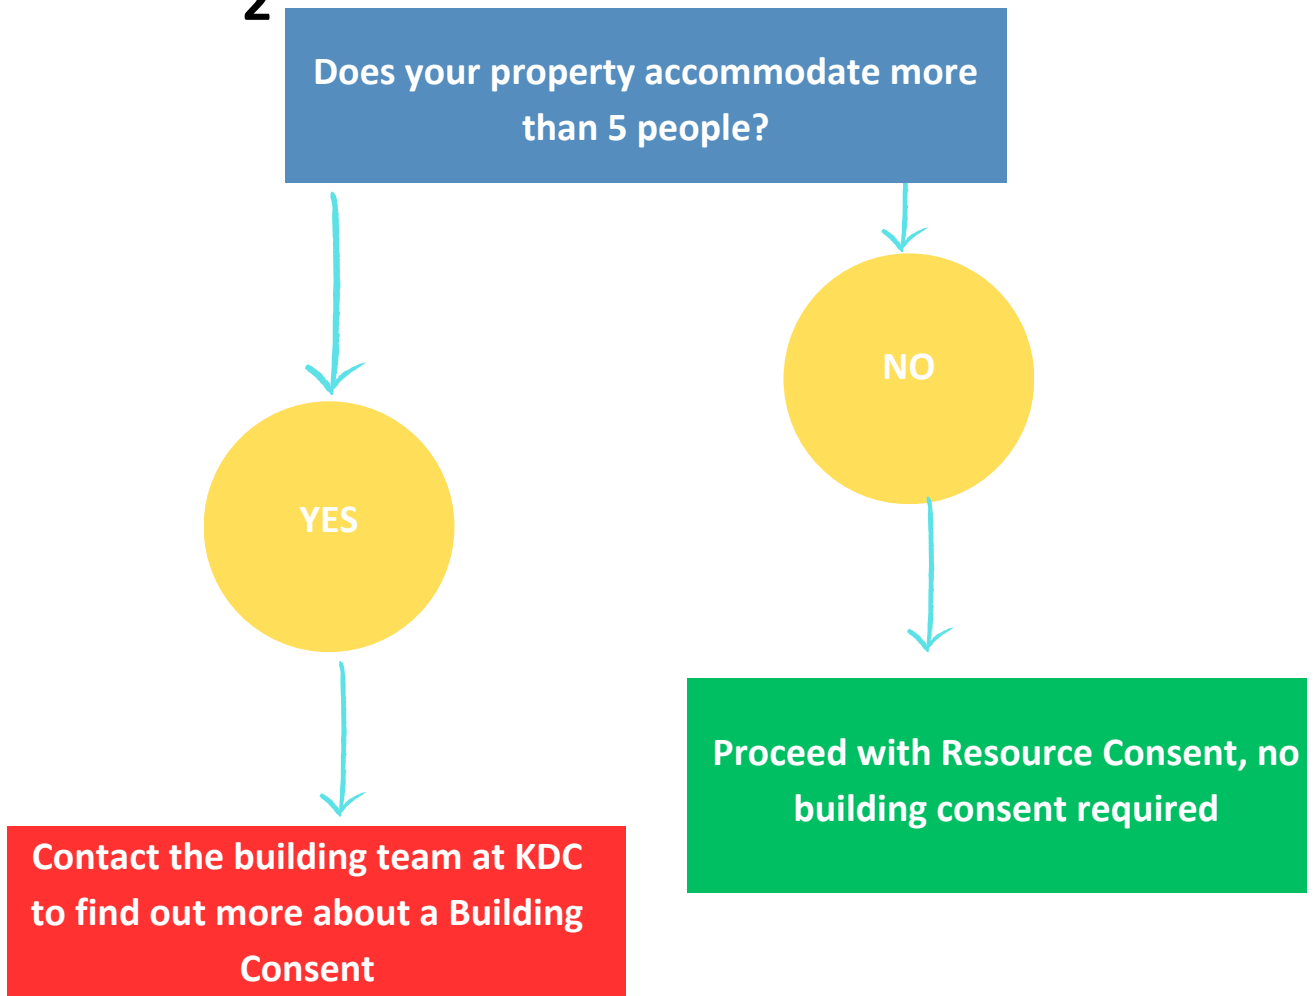 2
Does your property accommodate more
than 5 people?
NO
YES
Proceed with Resource Consent, no
building consent required
Contact the building team at KDC
to find out more about a Building
Consent